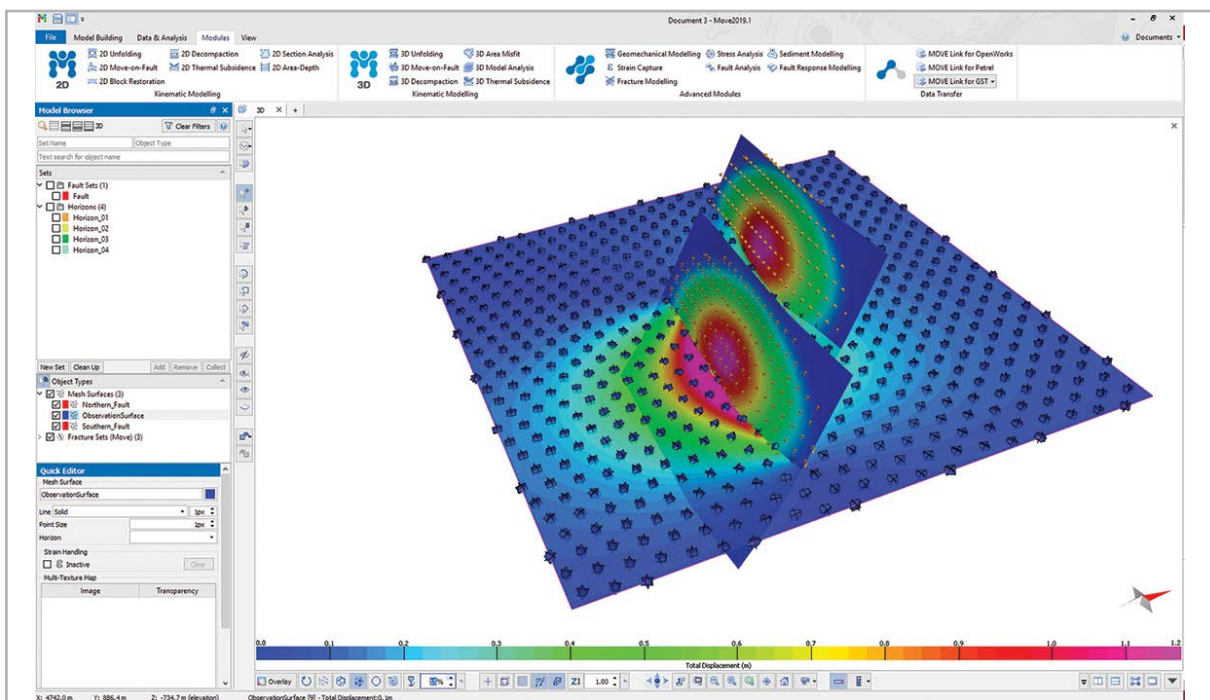 Document 3 - Move2019.1
File Model Building Data & Analysis Modules View
Documents
2D Unfolding 2D Decompaction 2D Section Analysis
2D Move-on-Fault 2D Thermal Subsidence 2D Area-Depth
2D Block Restoration
2D
Kinematic Modelling
3D Unfolding 3D Area Misfit
3D Move-on-Fault 3D Model Analysis
3D Decompaction 3D Thermal Subsidence
3D
Kinematic Modelling
Geomechanical Modelling Stress Analysis Sediment Modelling
Strain Capture Fault Analysis Fault Response Modelling
Fracture Modelling
Advanced Modules
MOVE Link for OpenWorks
MOVE Link for Petrel
MOVE Link for GST
Data Transfer
Model Browser
3D
3D Clear Filters
Set Name Object Type
Text search for object name
Sets
Fault Sets (1)
Fault
Horizons (4)
Horizon_01
Horizon_02
Horizon_03
Horizon_04
New Set Clean Up Add Remove Collect
Object Types
Mesh Surfaces (3)
Northern_Fault
ObservationSurface
Southern_Fault
Fracture Sets (Move) (3)
Quick Editor
Mesh Surface
ObservationSurface
Line Solid 1px
Point Size 1px
Horizon
Strain Handling
Inactive Clear
Multi-Texture Map
Image Transparency
0.0 0.1 0.2 0.3 0.4 0.5 0.6 0.7 0.8 0.9 1.0 1.1 1.2
Total Displacement (m)
Overlay Z1 1.00
X: 4742.0 m Y: 886.4 m Z: -734.7 m (elevation) ObservationSurface [9] - Total Displacement:0.1m